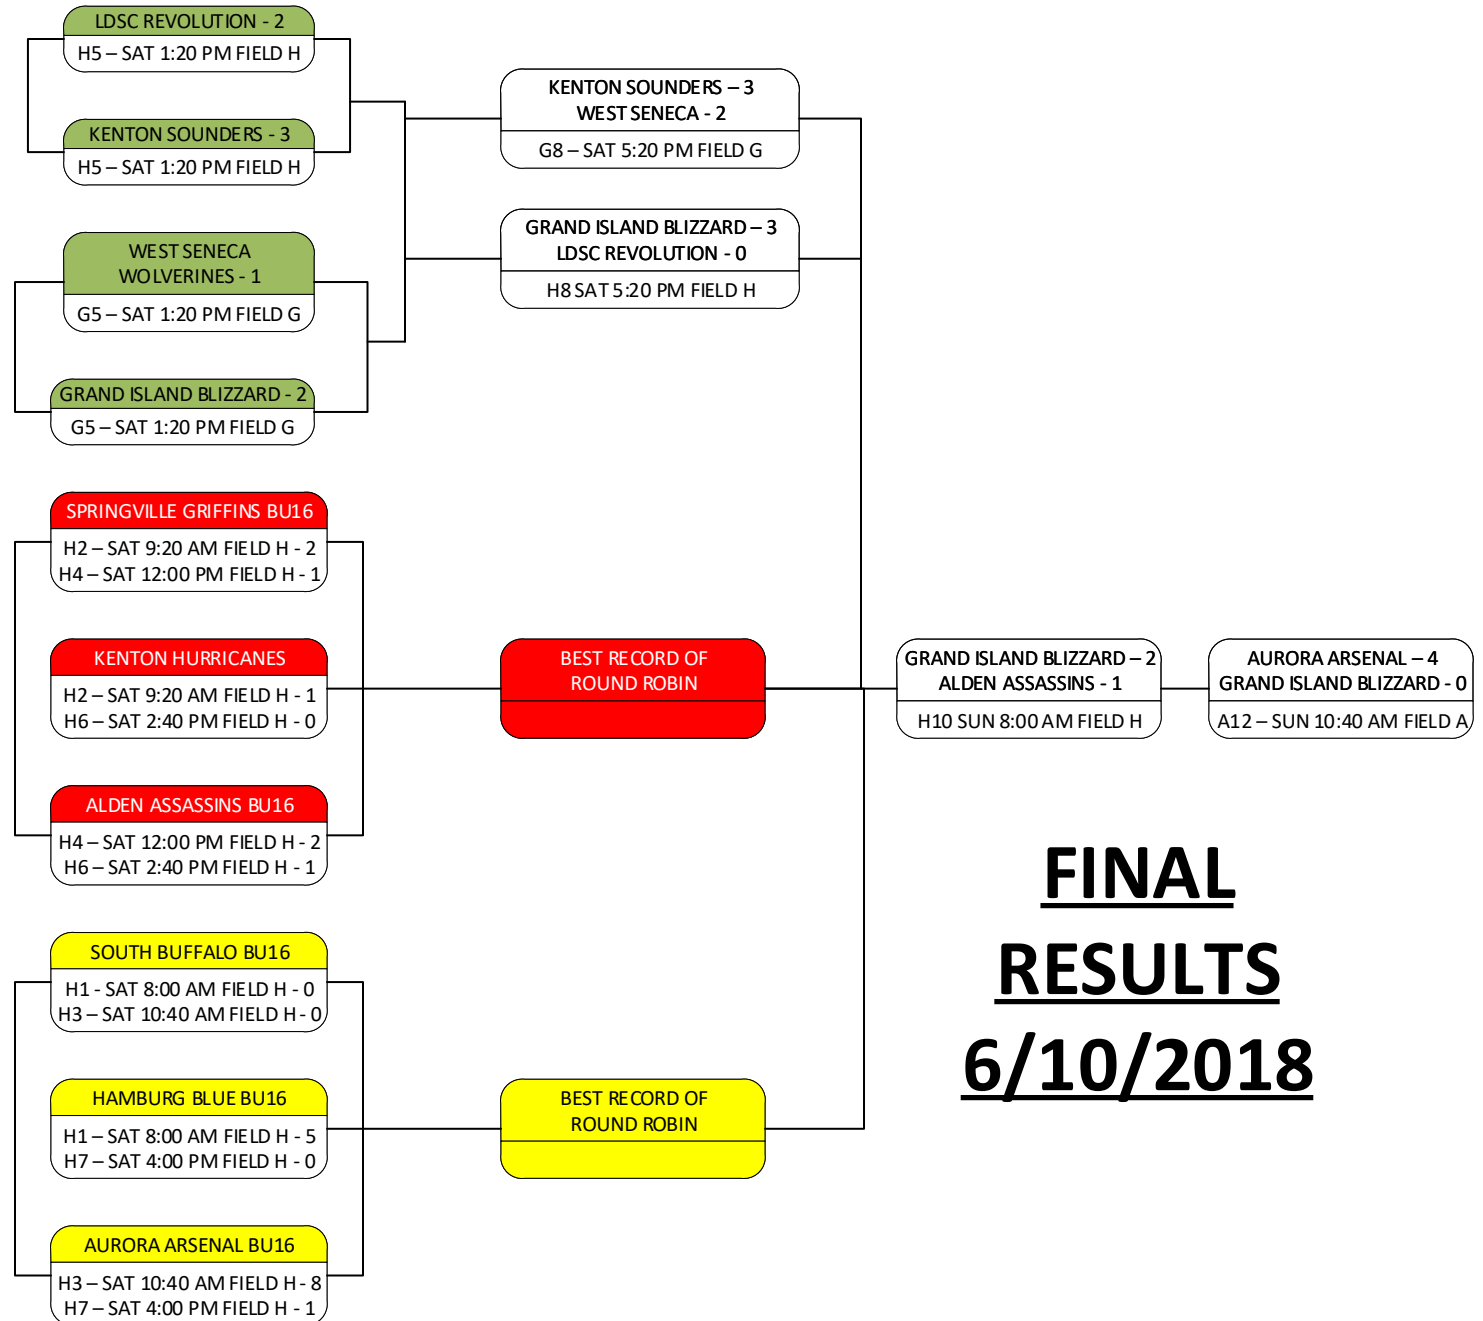 LDSC REVOLUTION - 2
H5 – SAT 1:20 PM FIELD H
KENTON SOUNDERS - 3
H5 – SAT 1:20 PM FIELD H
WEST SENECA
WOLVERINES - 1
G5 – SAT 1:20 PM FIELD G
GRAND ISLAND BLIZZARD - 2
G5 – SAT 1:20 PM FIELD G
KENTON SOUNDERS – 3
WEST SENECA - 2
G8 – SAT 5:20 PM FIELD G
GRAND ISLAND BLIZZARD – 3
LDSC REVOLUTION - 0
H8 SAT 5:20 PM FIELD H
SPRINGVILLE GRIFFINS BU16
H2 – SAT 9:20 AM FIELD H - 2
H4 – SAT 12:00 PM FIELD H - 1
KENTON HURRICANES
H2 – SAT 9:20 AM FIELD H - 1
H6 – SAT 2:40 PM FIELD H - 0
ALDEN ASSASSINS BU16
H4 – SAT 12:00 PM FIELD H - 2
H6 – SAT 2:40 PM FIELD H - 1
BEST RECORD OF
ROUND ROBIN
GRAND ISLAND BLIZZARD – 2
ALDEN ASSASSINS - 1
H10 SUN 8:00 AM FIELD H
AURORA ARSENAL – 4
GRAND ISLAND BLIZZARD - 0
A12 – SUN 10:40 AM FIELD A
SOUTH BUFFALO BU16
H1 - SAT 8:00 AM FIELD H - 0
H3 – SAT 10:40 AM FIELD H - 0
HAMBURG BLUE BU16
H1 – SAT 8:00 AM FIELD H - 5
H7 – SAT 4:00 PM FIELD H - 0
AURORA ARSENAL BU16
H3 – SAT 10:40 AM FIELD H - 8
H7 – SAT 4:00 PM FIELD H - 1
BEST RECORD OF
ROUND ROBIN
FINAL
RESULTS
6/10/2018